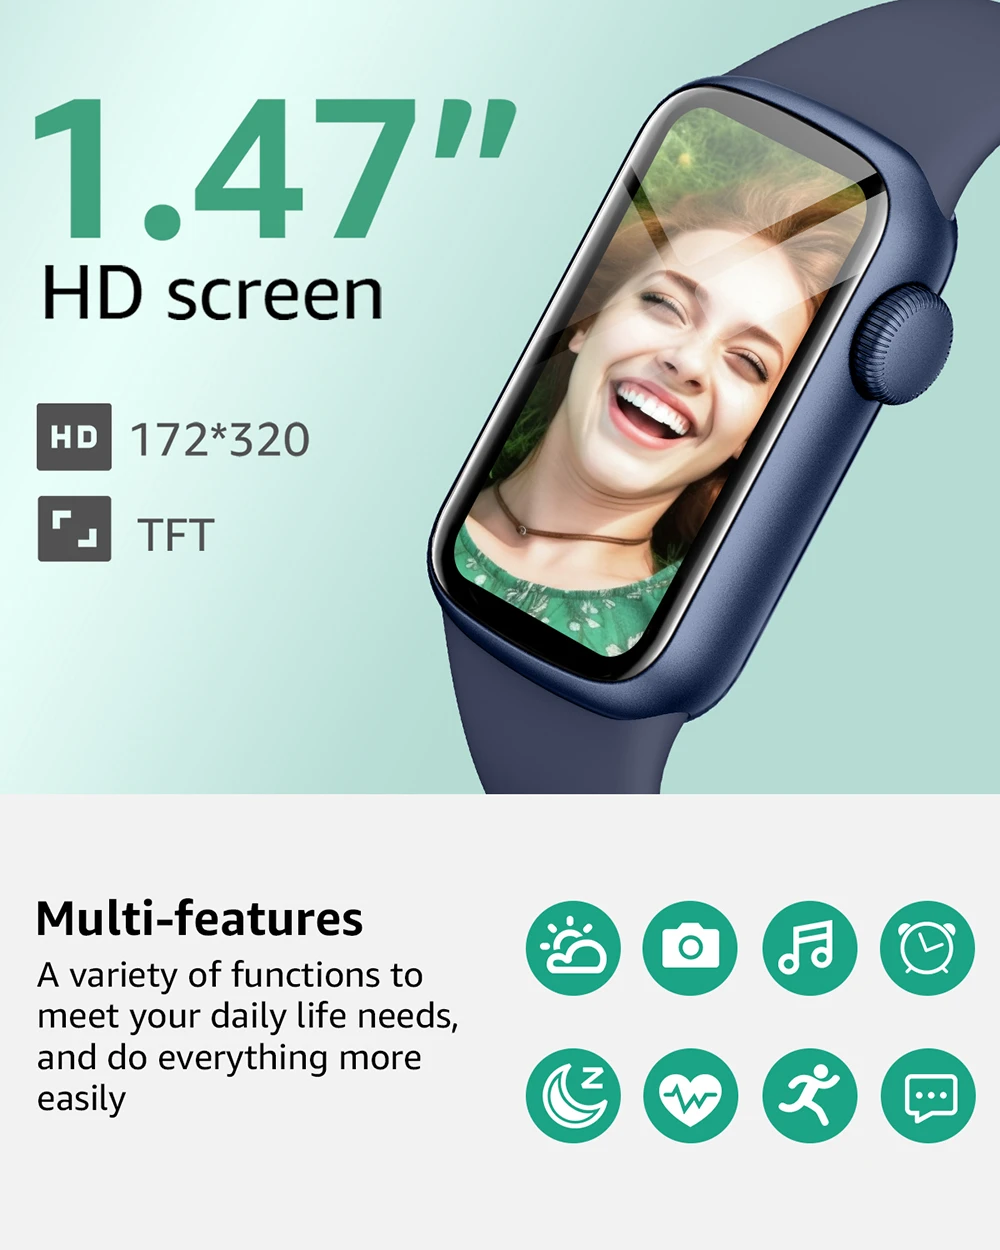 1.47"
HD screen
HD 172*320
TFT
Multi-features
A variety of functions to
meet your daily life needs,
and do everything more
easily
Z